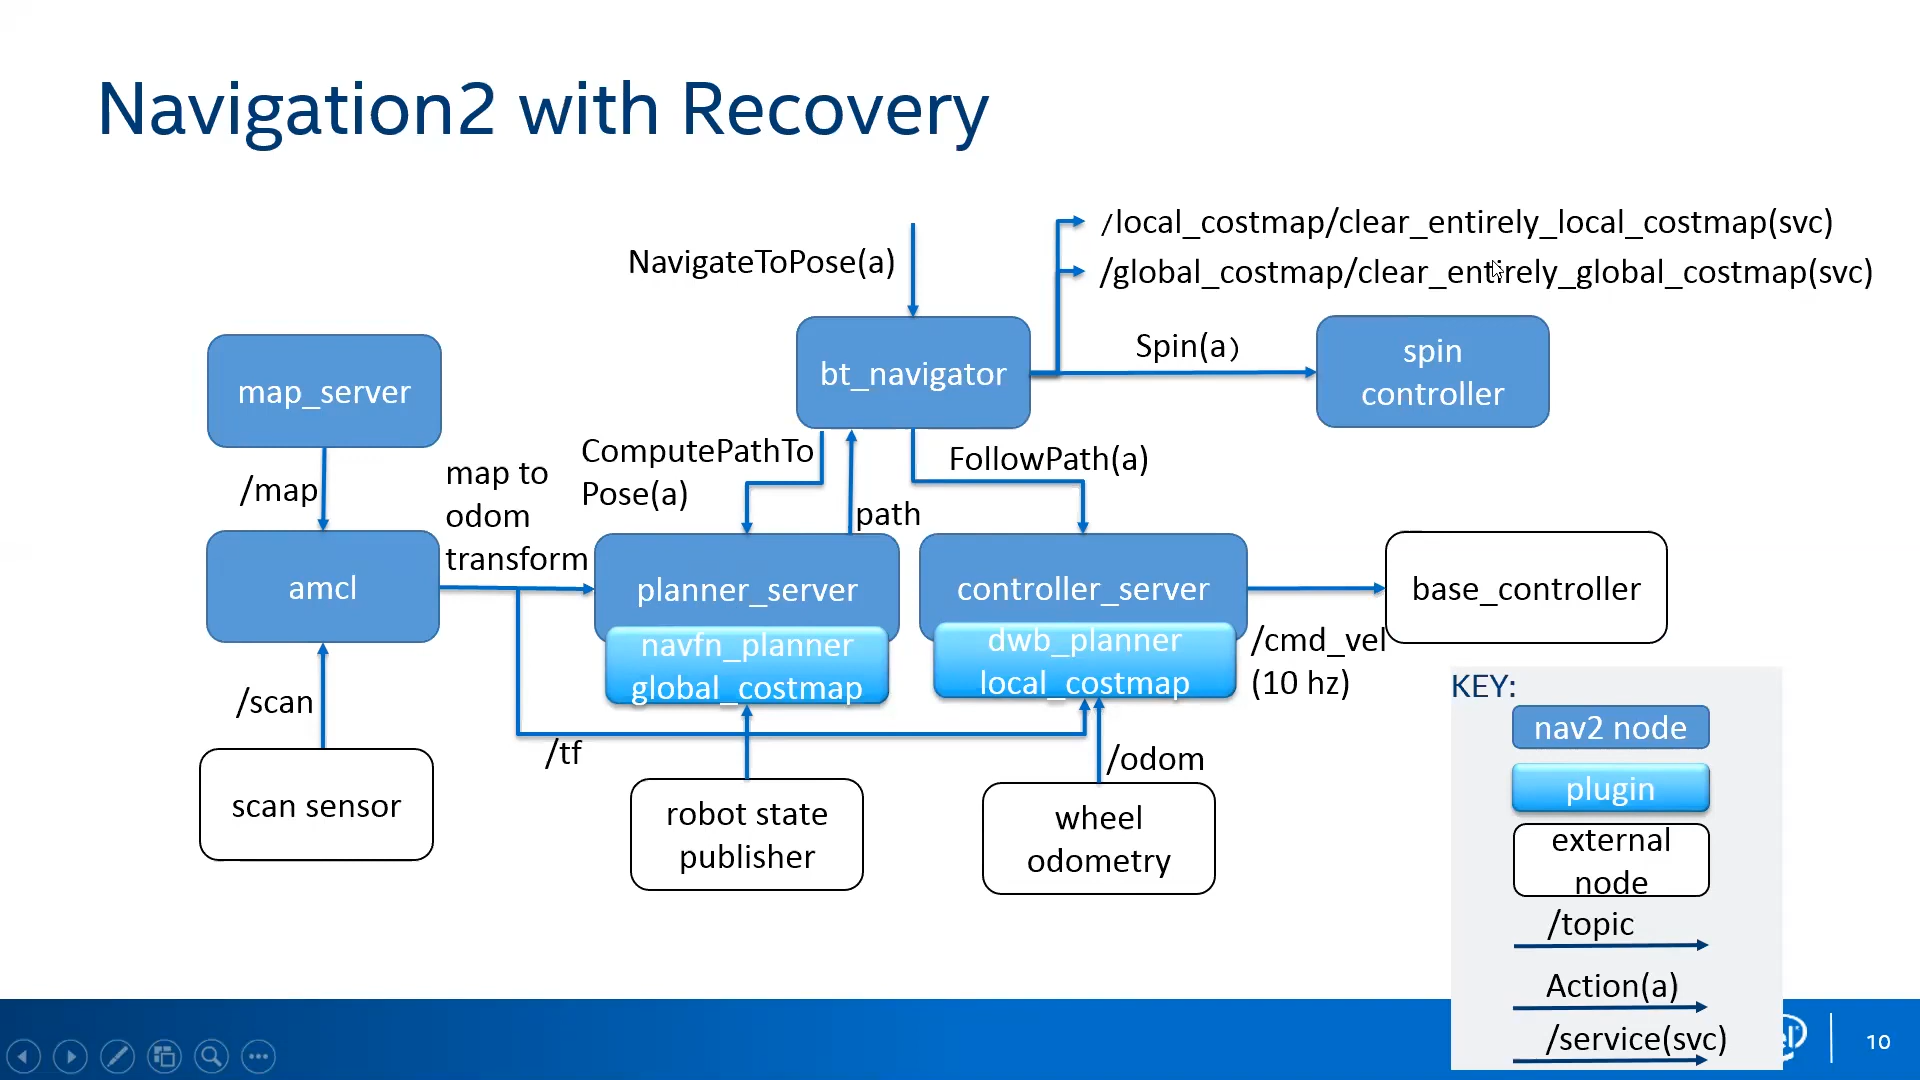 Navigation2 with Recovery
/local_costmap/clear_entirely_local_costmap(svc)
NavigateToPose(a)
/global_costmap/clear_entirely_global_costmap(svc)
map_server
bt_navigator
Spin(a)
spin
controller
/map
map to
odom
transform
ComputePathTo
Pose(a)
path
FollowPath(a)
amcl
planner_server
navfn_planner
global_costmap
controller_server
dwb_planner
local_costmap
/cmd_vel
(10 hz)
base_controller
/scan
/tf
/odom
scan sensor
robot state
publisher
wheel
odometry
KEY:
nav2 node
plugin
external
node
/topic
Action(a)
/service(svc)
10